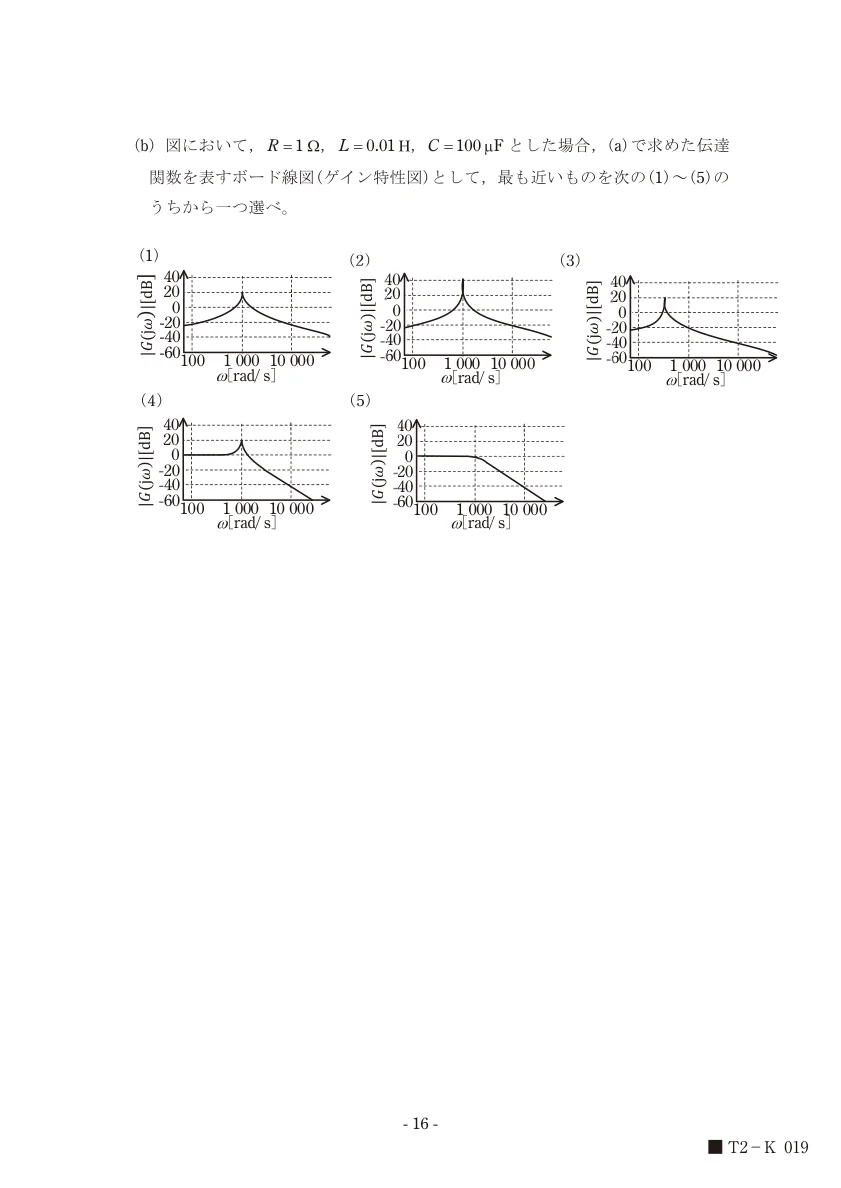 (b) 図において，R = 1 Ω，L = 0.01 H，C = 100 μF とした場合，(a)で求めた伝達
関数を表すボード線図(ゲイン特性図)として，最も近いものを次の(1)～(5)の
うちから一つ選べ。
(1)
40
20
0
-20
-40
-60
|G(jω)|[dB]
100 1 000 10 000
ω[rad/s]
(2)
40
20
0
-20
-40
-60
|G(jω)|[dB]
100 1 000 10 000
ω[rad/s]
(3)
40
20
0
-20
-40
-60
|G(jω)|[dB]
100 1 000 10 000
ω[rad/s]
(4)
40
20
0
-20
-40
-60
|G(jω)|[dB]
100 1 000 10 000
ω[rad/s]
(5)
40
20
0
-20
-40
-60
|G(jω)|[dB]
100 1 000 10 000
ω[rad/s]
- 16 -
■ T2－K 019